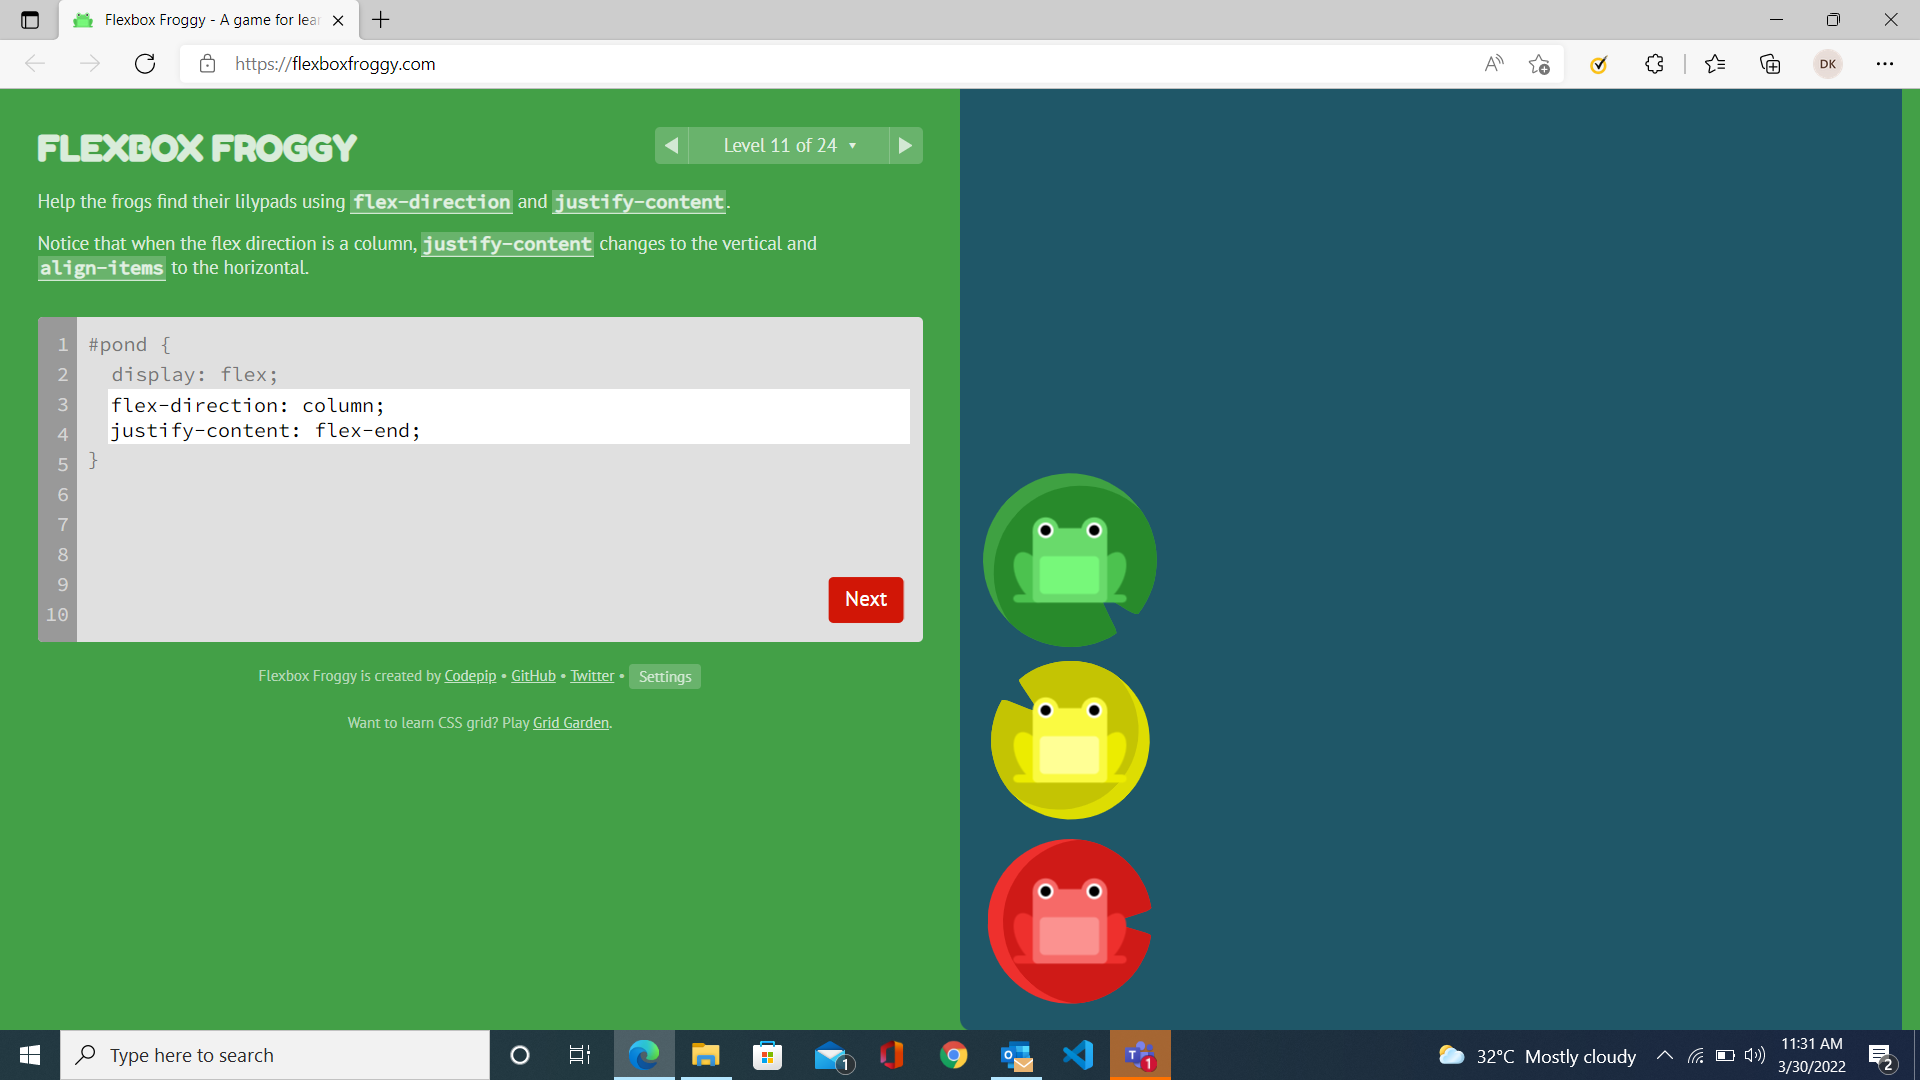 Flexbox Froggy - A game for lear
https://flexboxfroggy.com
DK
FLEXBOX FROGGY
Level 11 of 24 ▾
Help the frogs find their lilypads using flex-direction and justify-content.
Notice that when the flex direction is a column, justify-content changes to the vertical and
align-items to the horizontal.
1 #pond {
2 display: flex;
3 flex-direction: column;
4 justify-content: flex-end;
5 }
6
7
8
9
10
Next
Flexbox Froggy is created by Codepip • GitHub • Twitter • Settings
Want to learn CSS grid? Play Grid Garden.
Type here to search
1
1
32°C Mostly cloudy
11:31 AM
3/30/2022
2